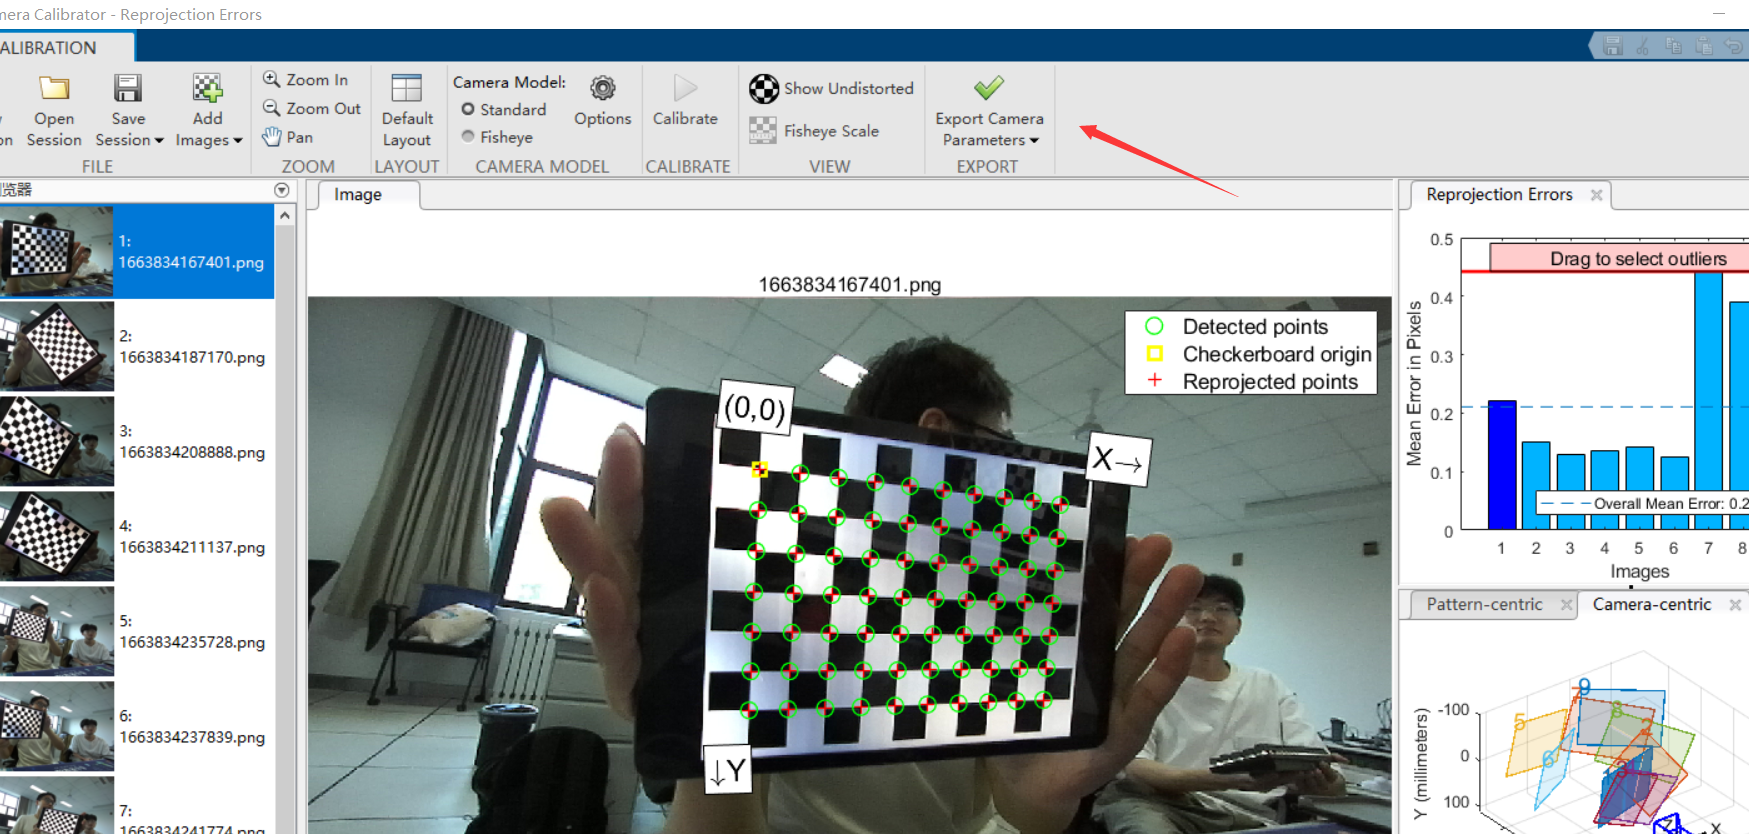 mera Calibrator - Reprojection Errors
ALIBRATION
Open Session
Save Session
Add Images
FILE
Zoom In
Zoom Out
Pan
ZOOM
Default Layout
LAYOUT
Camera Model:
Standard
Fisheye
Options
CAMERA MODEL
Calibrate
CALIBRATE
Show Undistorted
Fisheye Scale
VIEW
Export Camera
Parameters
EXPORT
览器
1:
1663834167401.png
2:
1663834187170.png
3:
1663834208888.png
4:
1663834211137.png
5:
1663834235728.png
6:
1663834237839.png
7:
1663834241774.png
Image
1663834167401.png
Detected points
Checkerboard origin
Reprojected points
(0,0)
X→
↓Y
Reprojection Errors
Drag to select outliers
Mean Error in Pixels
0.5
0.4
0.3
0.2
0.1
0
Overall Mean Error: 0.2
1 2 3 4 5 6 7 8
Images
Pattern-centric
Camera-centric
Y (millimeters)
-100
0
100
9
7
5
8
2
6
Z
X